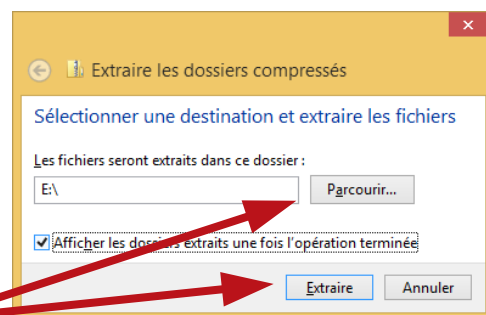 Extraire les dossiers compressés
Sélectionner une destination et extraire les fichiers
Les fichiers seront extraits dans ce dossier :
E:\
Parcourir...
Afficher les dossiers extraits une fois l'opération terminée
Extraire
Annuler